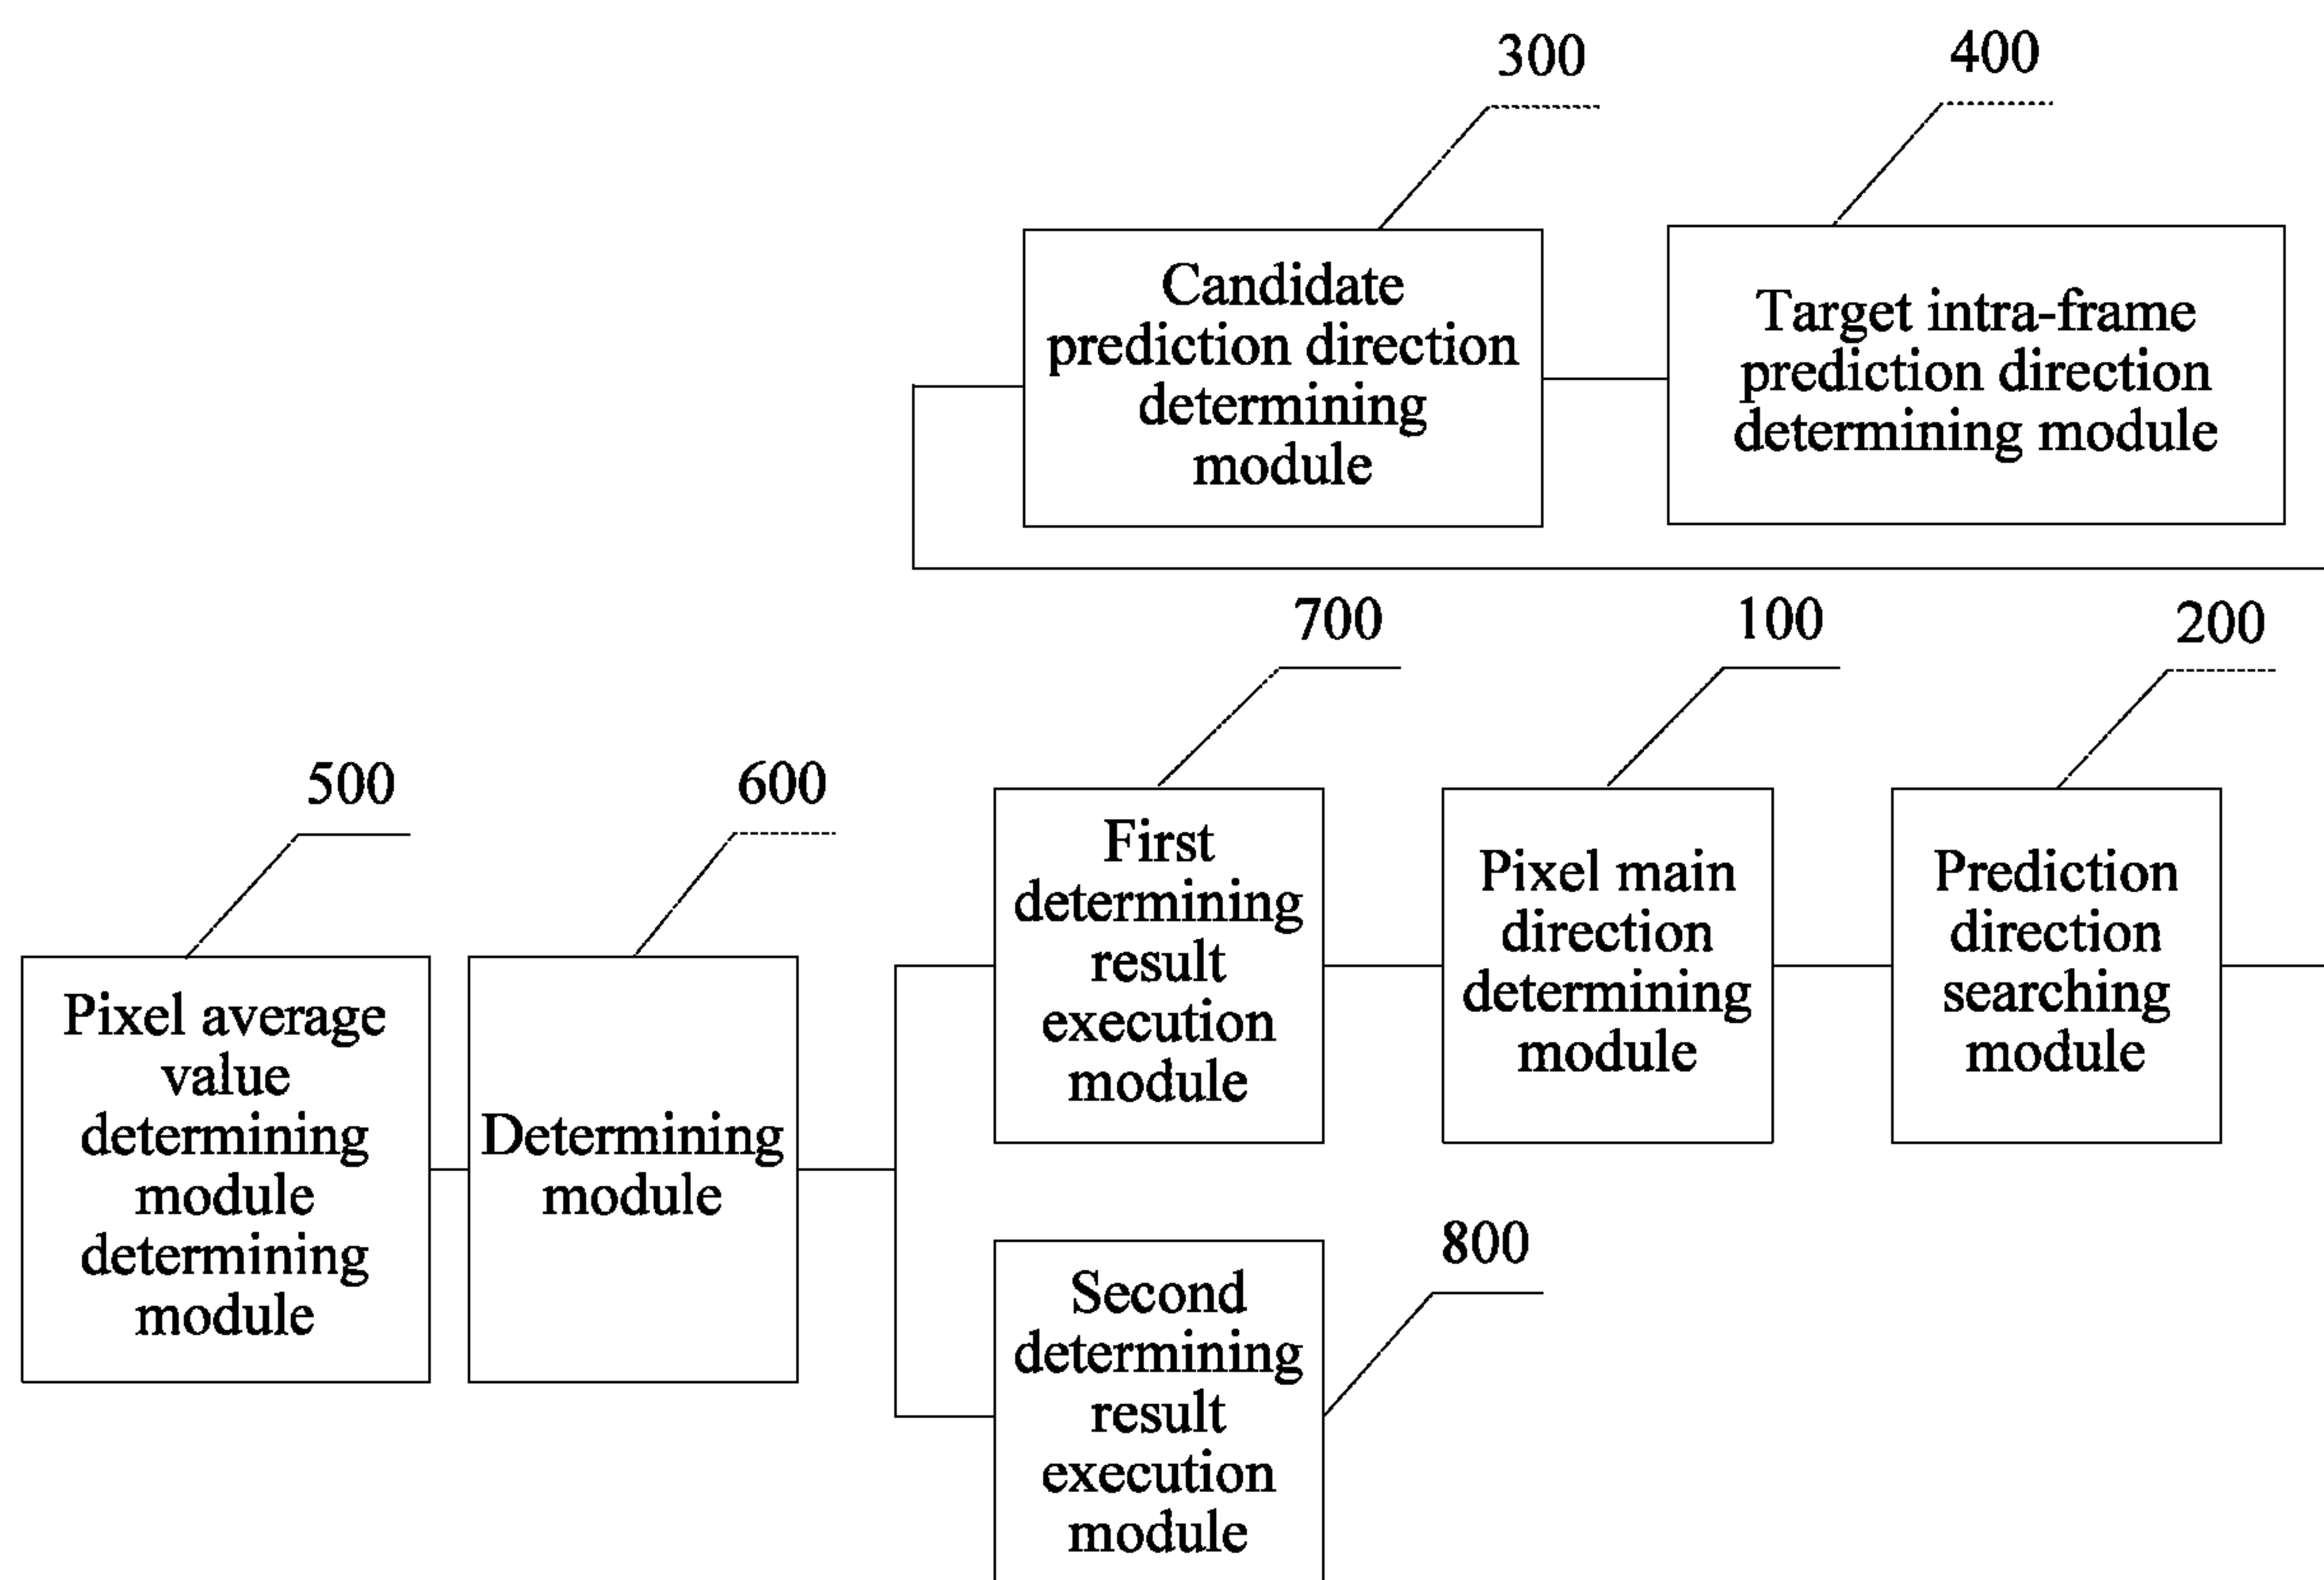 300
400
Candidate
prediction direction
determining
module
Target intra-frame
prediction direction
determining module
700
100
200
500
600
First
determining
result
execution
module
Pixel main
direction
determining
module
Prediction
direction
searching
module
Pixel average
value
determining
module
determining
module
Determining
module
800
Second
determining
result
execution
module